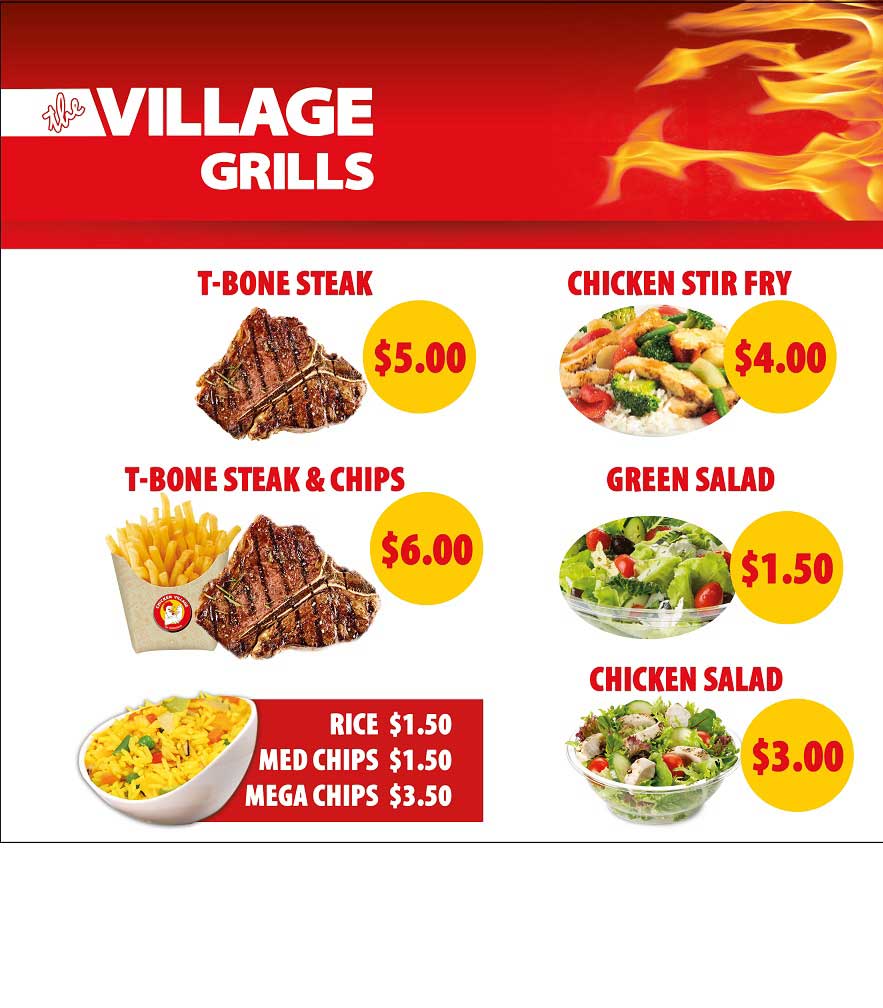 the VILLAGE
GRILLS
T-BONE STEAK
$5.00
T-BONE STEAK & CHIPS
$6.00
RICE $1.50
MED CHIPS $1.50
MEGA CHIPS $3.50
CHICKEN STIR FRY
$4.00
GREEN SALAD
$1.50
CHICKEN SALAD
$3.00